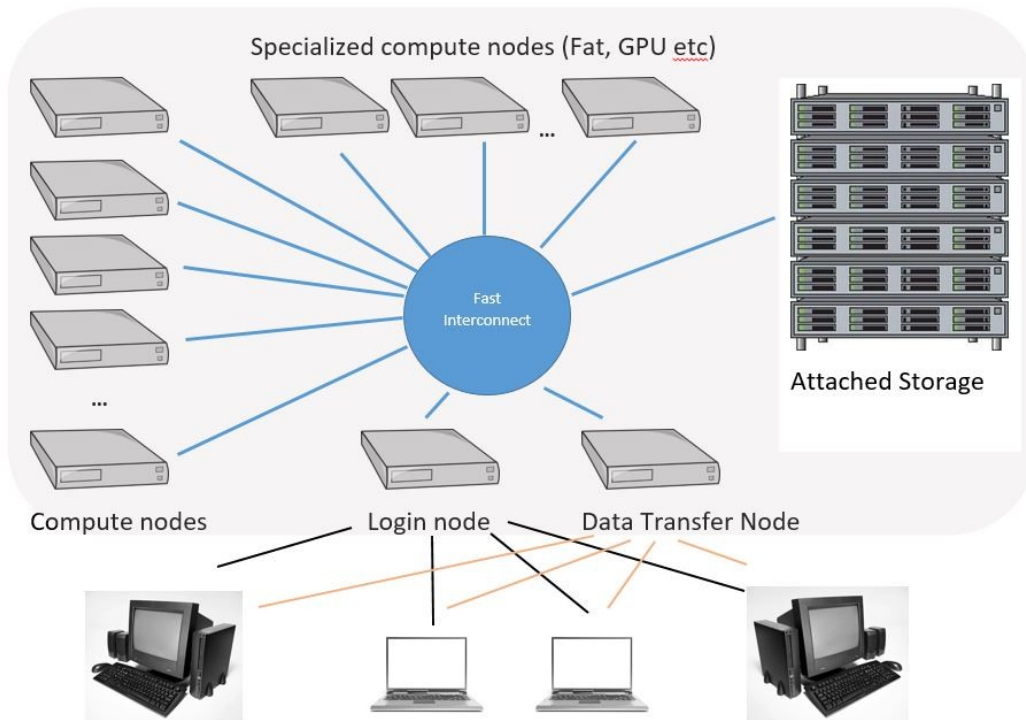 Specialized compute nodes (Fat, GPU etc)
...
Fast
Interconnect
Attached Storage
...
Compute nodes
Login node
Data Transfer Node